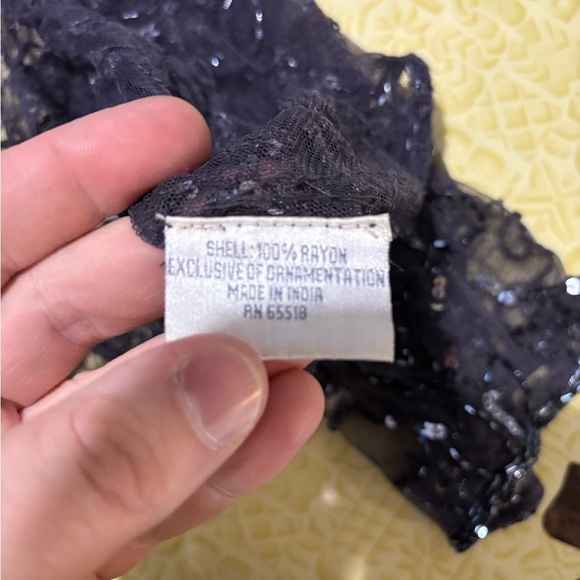 SHELL: 100% RAYON
EXCLUSIVE OF ORNAMENTATION
MADE IN INDIA
RN 65518